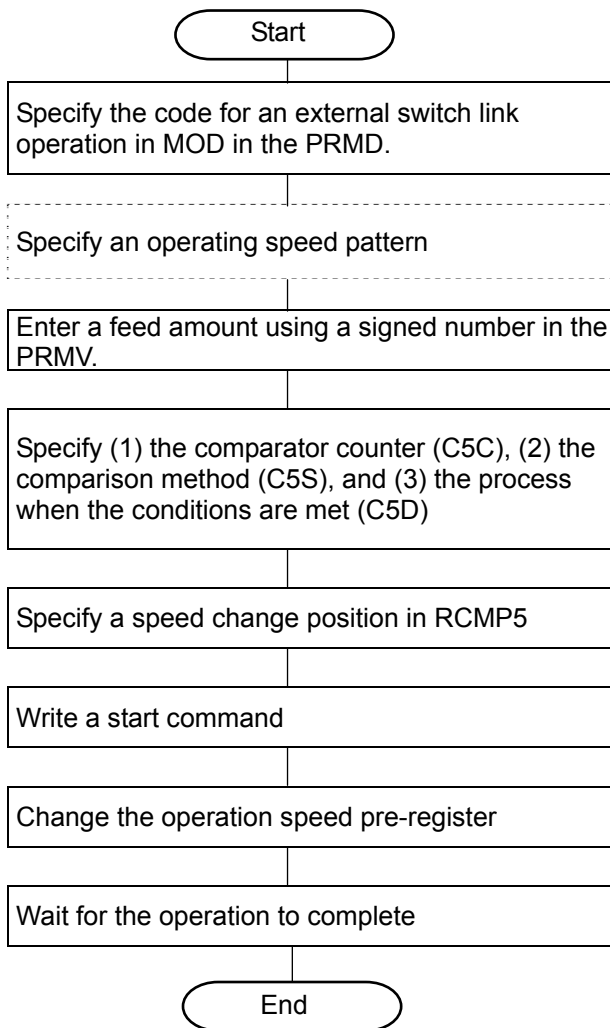 Start
Specify the code for an external switch link
operation in MOD in the PRMD.
Specify an operating speed pattern
Enter a feed amount using a signed number in the
PRMV.
Specify (1) the comparator counter (C5C), (2) the
comparison method (C5S), and (3) the process
when the conditions are met (C5D)
Specify a speed change position in RCMP5
Write a start command
Change the operation speed pre-register
Wait for the operation to complete
End